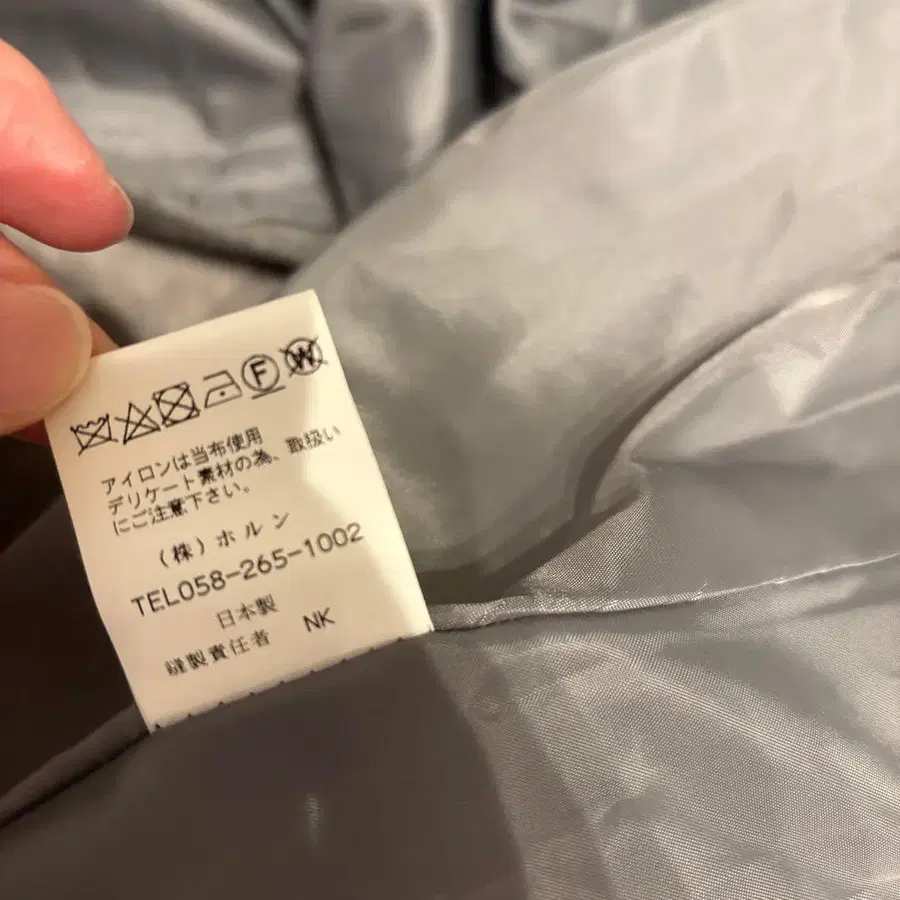 F W
アイロンは当布使用
デリケート素材の為、取扱い
にご注意下さい。
(株)ホルン
TEL058-265-1002
日本製
縫製責任者 NK